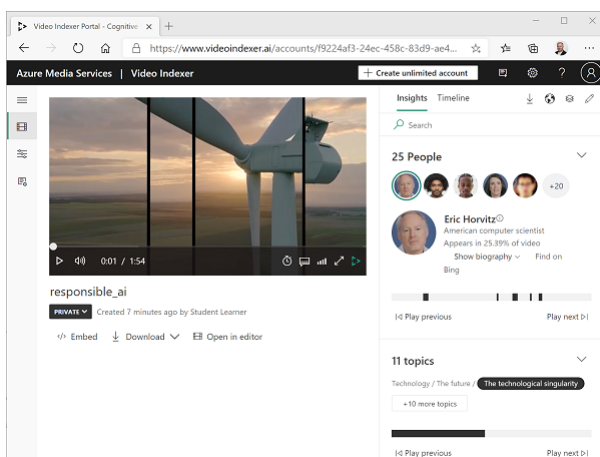 Video Indexer Portal - Cognitive
https://www.videoindexer.ai/accounts/f9224af3-24ec-458c-83d9-ae4...
Azure Media Services | Video Indexer
Create unlimited account
?
Insights Timeline
Search
25 People
+20
Eric Horvitz
American computer scientist
Appears in 25.39% of video
Show biography Find on
Bing
Play previous Play next
0:01 / 1:54
responsible_ai
PRIVATE Created 7 minutes ago by Student Learner
</> Embed Download Open in editor
11 topics
Technology / The future / The technological singularity
+10 more topics
Play previous Play next